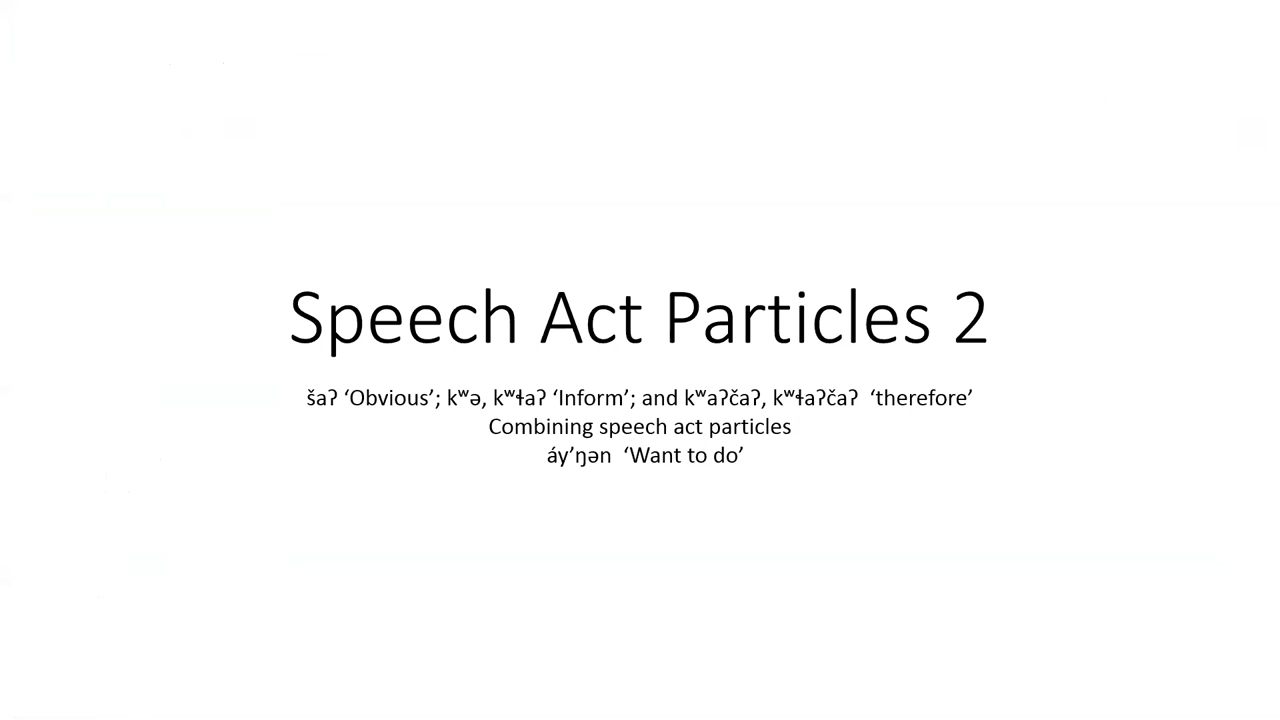 Speech Act Particles 2
šaʔ ‘Obvious’; kʷə, kʷɬaʔ ‘Inform’; and kʷaʔčaʔ, kʷɬaʔčaʔ ‘therefore’
Combining speech act particles
áy’ŋən ‘Want to do’